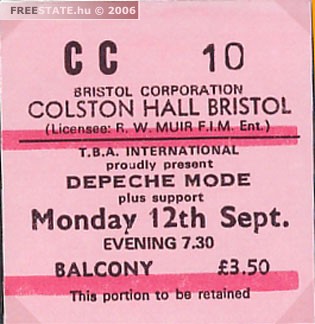 FREESTATE.hu © 2006
CC 10
BRISTOL CORPORATION
COLSTON HALL BRISTOL
(Licensee: R. W. MUIR F.I.M. Ent.)
T.B.A. INTERNATIONAL
proudly present
DEPECHE MODE
plus support
Monday 12th Sept.
EVENING 7.30
BALCONY £3.50
This portion to be retained